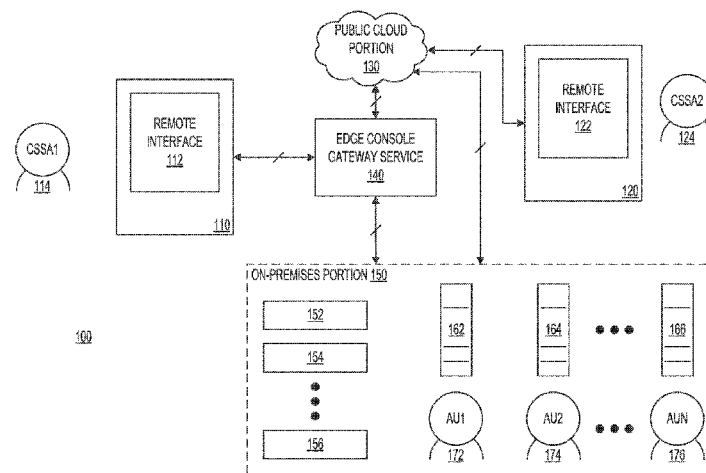 PUBLIC CLOUD
PORTION
130
REMOTE
INTERFACE
112
110
CSSA1
114
EDGE CONSOLE
GATEWAY SERVICE
140
REMOTE
INTERFACE
122
120
CSSA2
124
ON-PREMISES PORTION 150
152
154
156
162
164
166
AU1
172
AU2
174
AUN
176
100